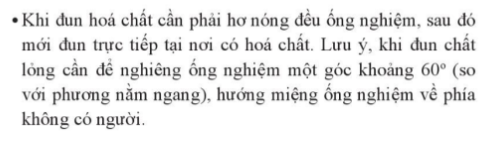 • Khi đun hoá chất cần phải hơ nóng đều ống nghiệm, sau đó
mới đun trực tiếp tại nơi có hoá chất. Lưu ý, khi đun chất
lỏng cần để nghiêng ống nghiệm một góc khoảng 60° (so
với phương nằm ngang), hướng miệng ống nghiệm về phía
không có người.